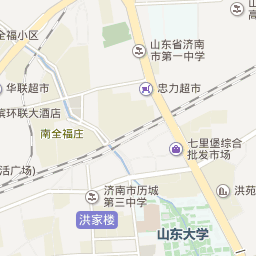 全福小区
山东省济南
市第一中学
华联超市
忠力超市
滨环联大酒店
南全福庄
七里堡综合
批发市场
活广场)
济南市历城
第三中学
洪苑
洪家楼
山东大学